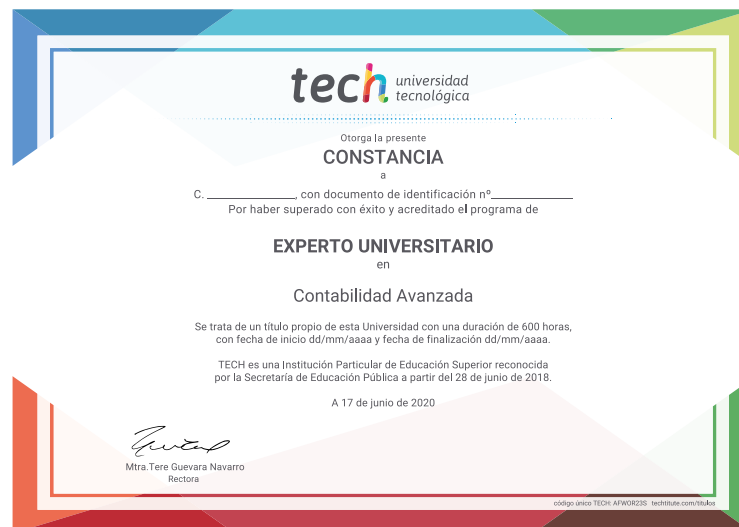 tech universidad
tecnológica
Otorga la presente
CONSTANCIA
a
C. ______________, con documento de identificación nº_____________
Por haber superado con éxito y acreditado el programa de
EXPERTO UNIVERSITARIO
en
Contabilidad Avanzada
Se trata de un título propio de esta Universidad con una duración de 600 horas,
con fecha de inicio dd/mm/aaaa y fecha de finalización dd/mm/aaaa.
TECH es una Institución Particular de Educación Superior reconocida
por la Secretaría de Educación Pública a partir del 28 de junio de 2018.
A 17 de junio de 2020
Mtra.Tere Guevara Navarro
Rectora
código único TECH: AFWOR23S techtitute.com/titulos